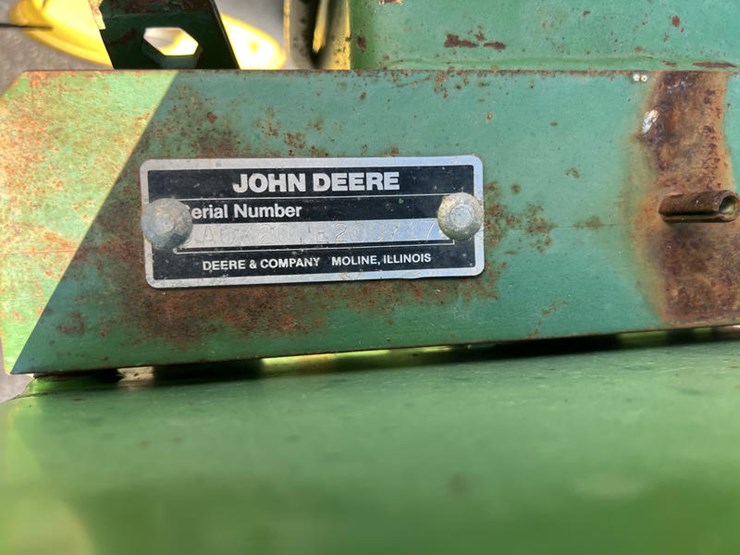 JOHN DEERE
erial Number
DEERE & COMPANY MOLINE, ILLINOIS